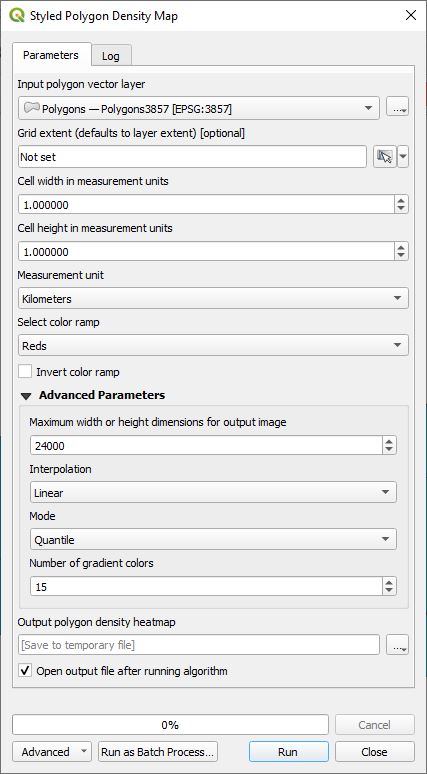 Styled Polygon Density Map
Parameters
Log
Input polygon vector layer
Polygons — Polygons3857 [EPSG:3857]
...
Grid extent (defaults to layer extent) [optional]
Not set
Cell width in measurement units
1.000000
Cell height in measurement units
1.000000
Measurement unit
Kilometers
Select color ramp
Reds
Invert color ramp
Advanced Parameters
Maximum width or height dimensions for output image
24000
Interpolation
Linear
Mode
Quantile
Number of gradient colors
15
Output polygon density heatmap
[Save to temporary file]
...
Open output file after running algorithm
0%
Cancel
Advanced
Run as Batch Process...
Run
Close